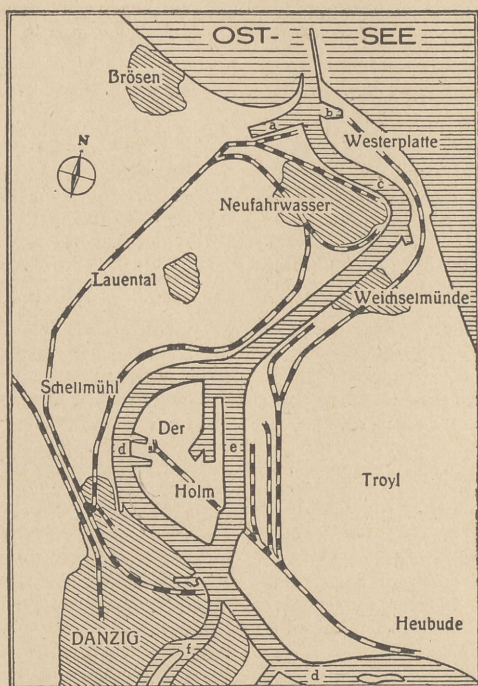 OST- SEE
Brösen
a
b
Westerplatte
N
c
Neufahrwasser
Lauental
Weichselmünde
Schellmühl
Der
d
e
Holm
Troyl
Heubude
DANZIG
f
d